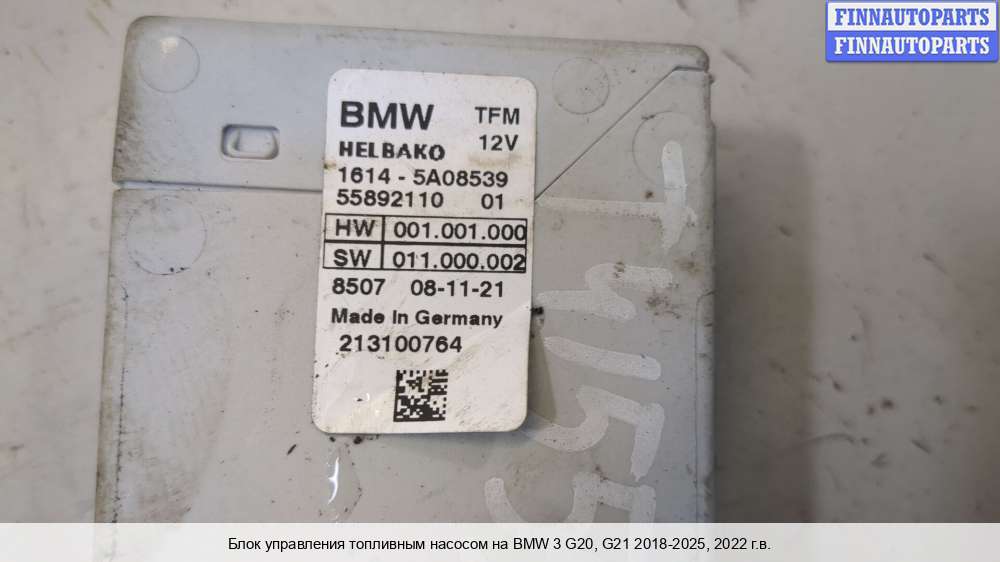 FINNAUTOPARTS
FINNAUTOPARTS
BMW TFM
HELBAKO 12V
1614 - 5A08539
55892110 01
HW 001.001.000
SW 011.000.002
8507 08-11-21
Made In Germany
213100764
Блок управления топливным насосом на BMW 3 G20, G21 2018-2025, 2022 г.в.